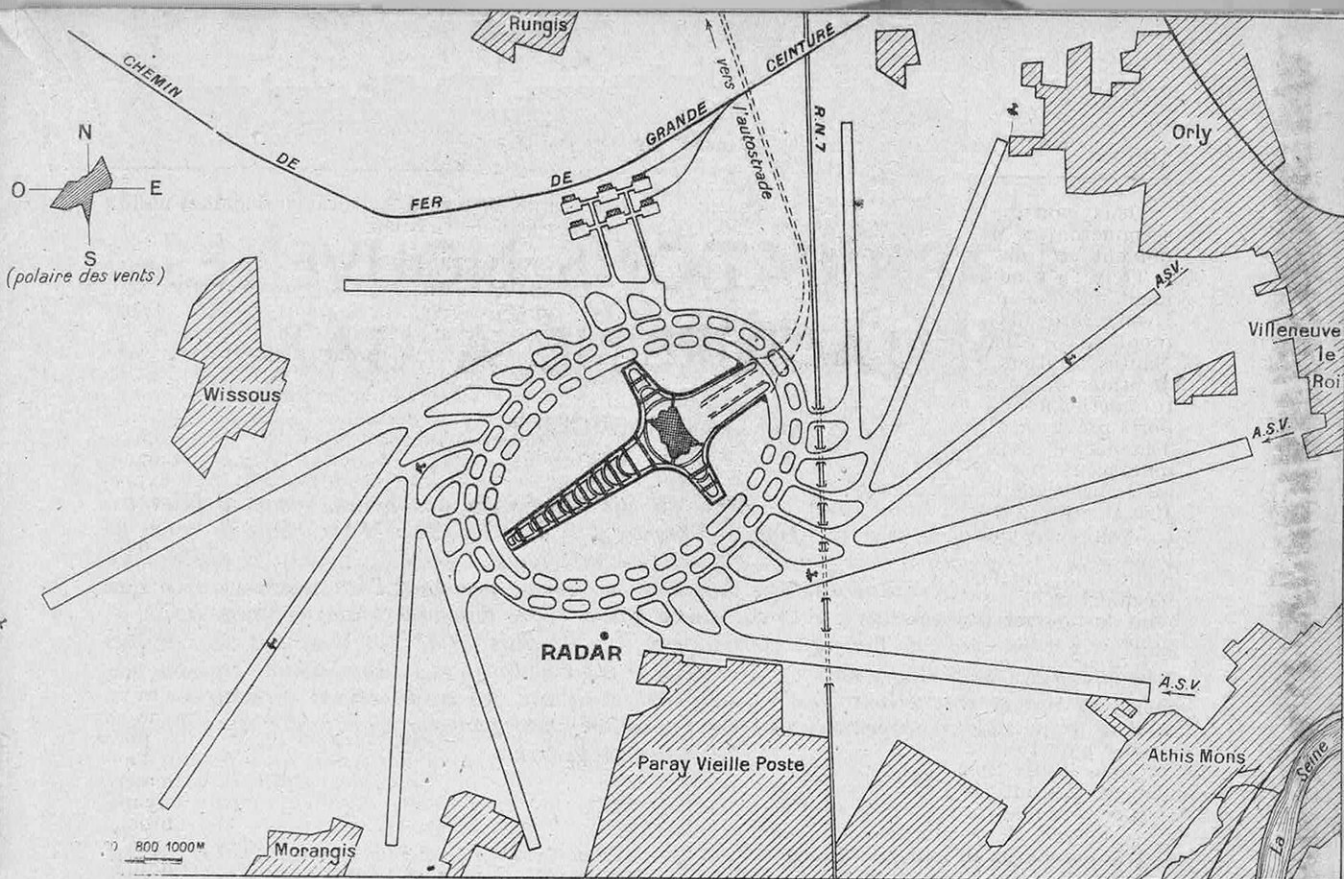 Rungis
CHEMIN DE FER DE GRANDE CEINTURE
vers l'autostrade
R.N.7
Orly
N
O
E
S
(polaire des vents)
A.S.V.
Villeneuve
le
Roi
Wissous
A.S.V.
RADAR
A.S.V.
Paray Vieille Poste
Athis Mons
La Seine
800 1000M
Morangis